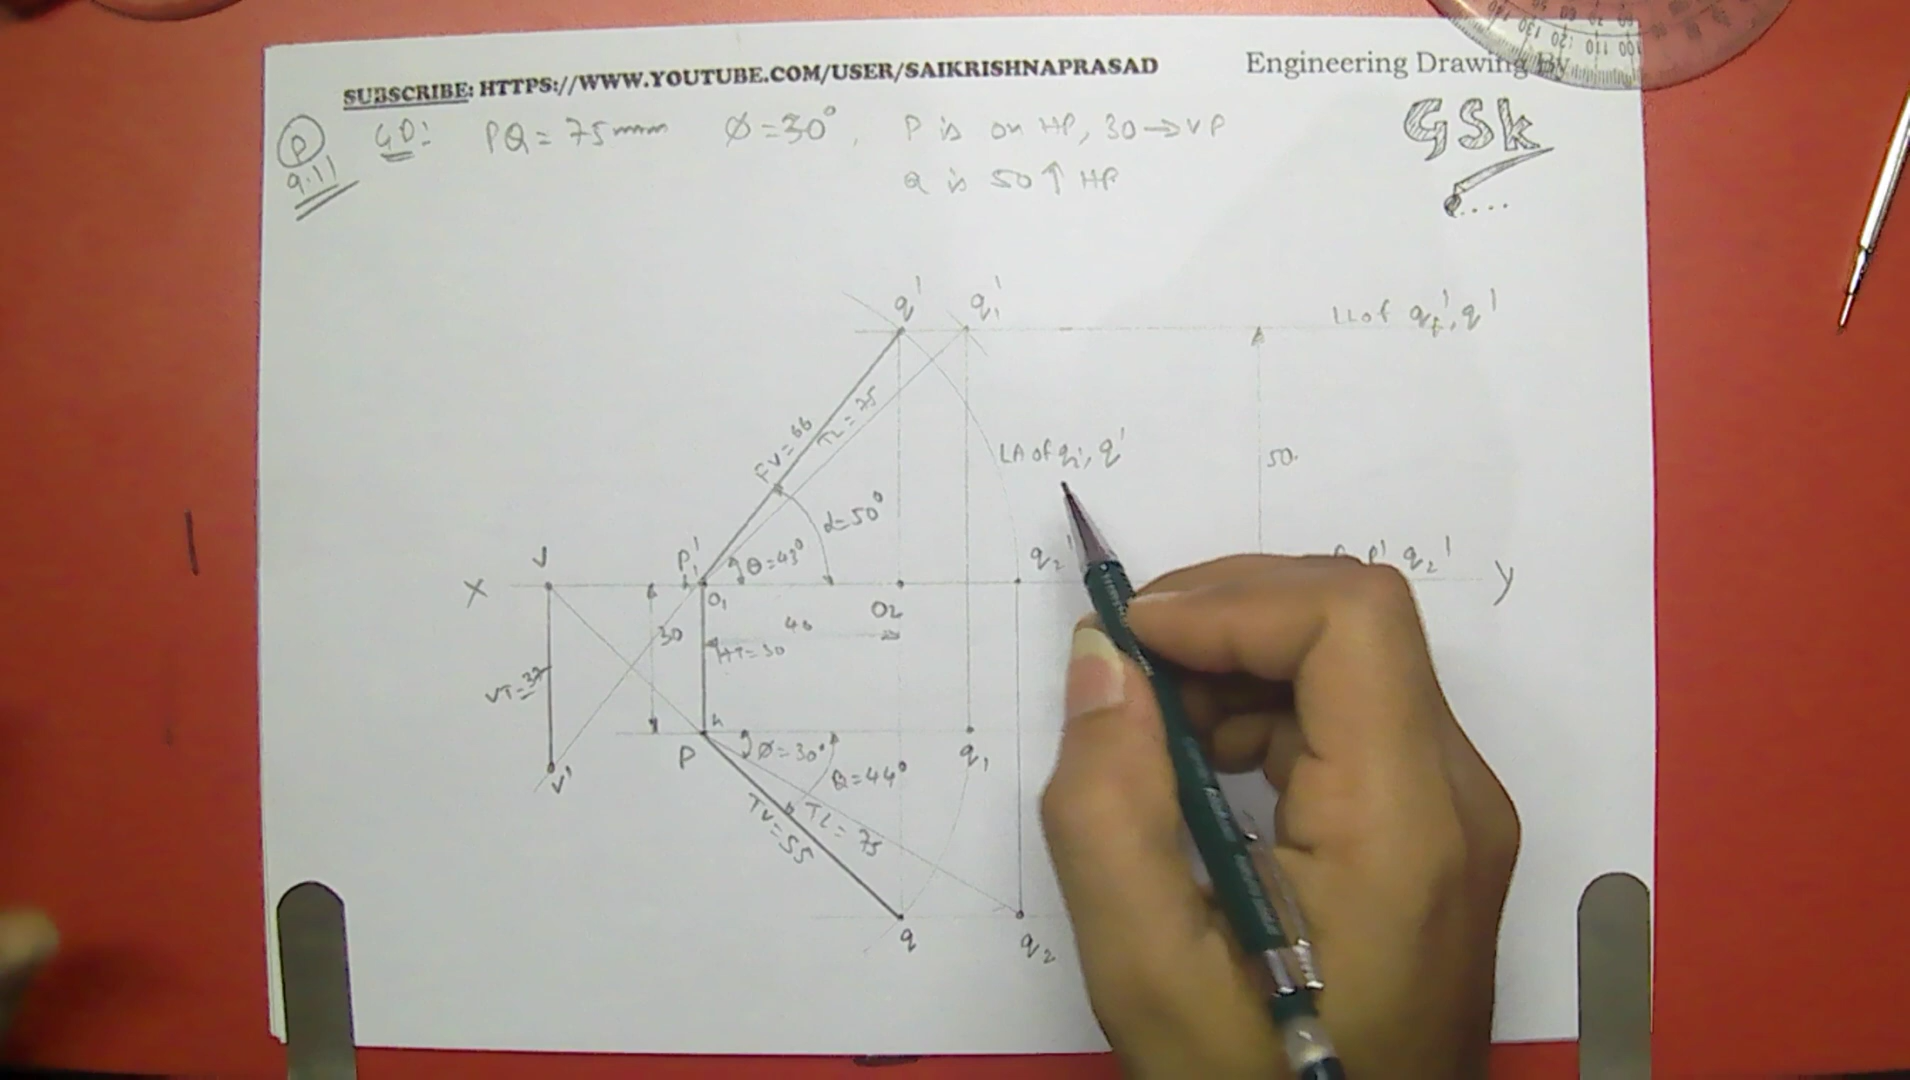 SUBSCRIBE: HTTPS://WWW.YOUTUBE.COM/USER/SAIKRISHNAPRASAD
Engineering Drawing By
GSk
P 9.11
GD: PQ = 75mm Ø = 30°, P is on HP, 30 → VP
Q is 50 ↑ HP
q' q1' LL of q1', q'
FV = 66
TL = 75
LA of q2', q'
50
α = 50°
θ = 43°
X V P' O1 O2 q2' P' q2' Y
30
40
HT = 30
VT = 37
h
P Ø = 30° q1
β = 44°
v'
TV = 55
TL = 75
q q2